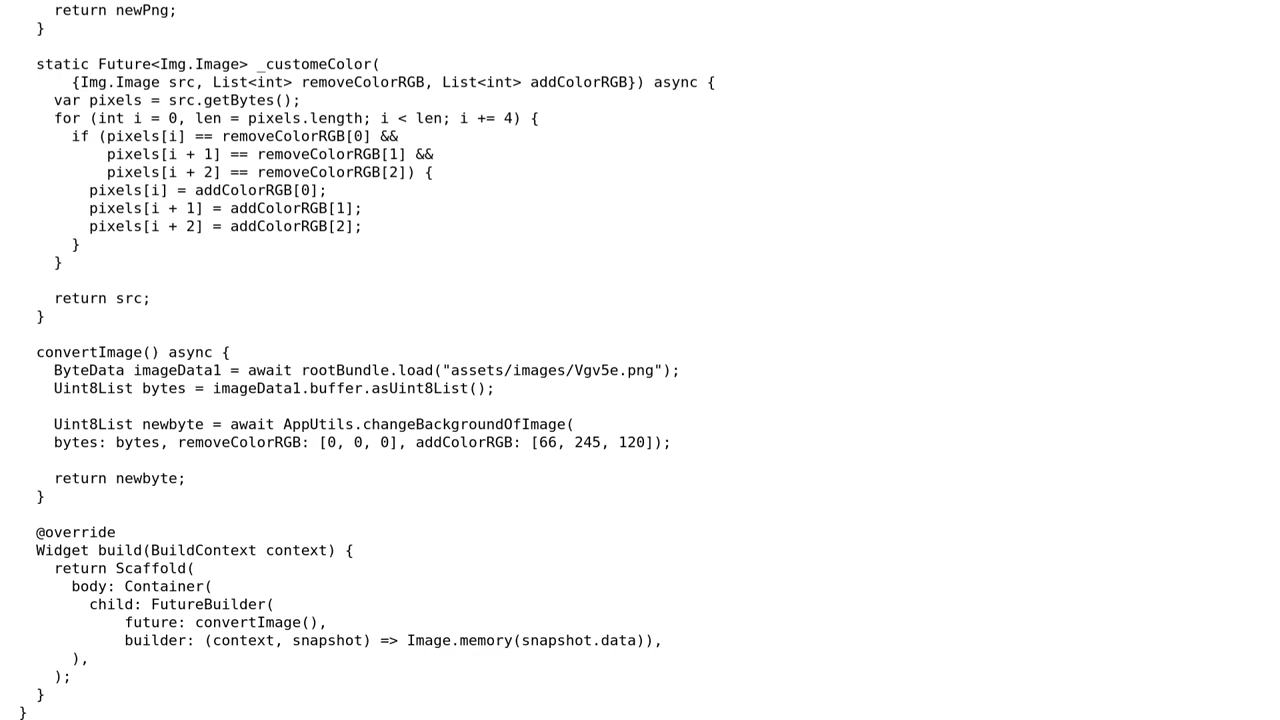 return newPng;
  }

  static Future<Img.Image> _customeColor(
      {Img.Image src, List<int> removeColorRGB, List<int> addColorRGB}) async {
    var pixels = src.getBytes();
    for (int i = 0, len = pixels.length; i < len; i += 4) {
      if (pixels[i] == removeColorRGB[0] &&
          pixels[i + 1] == removeColorRGB[1] &&
          pixels[i + 2] == removeColorRGB[2]) {
        pixels[i] = addColorRGB[0];
        pixels[i + 1] = addColorRGB[1];
        pixels[i + 2] = addColorRGB[2];
      }
    }

    return src;
  }

  convertImage() async {
    ByteData imageData1 = await rootBundle.load("assets/images/Vgv5e.png");
    Uint8List bytes = imageData1.buffer.asUint8List();

    Uint8List newbyte = await AppUtils.changeBackgroundOfImage(
    bytes: bytes, removeColorRGB: [0, 0, 0], addColorRGB: [66, 245, 120]);

    return newbyte;
  }

  @override
  Widget build(BuildContext context) {
    return Scaffold(
      body: Container(
        child: FutureBuilder(
            future: convertImage(),
            builder: (context, snapshot) => Image.memory(snapshot.data)),
      ),
    );
  }
}